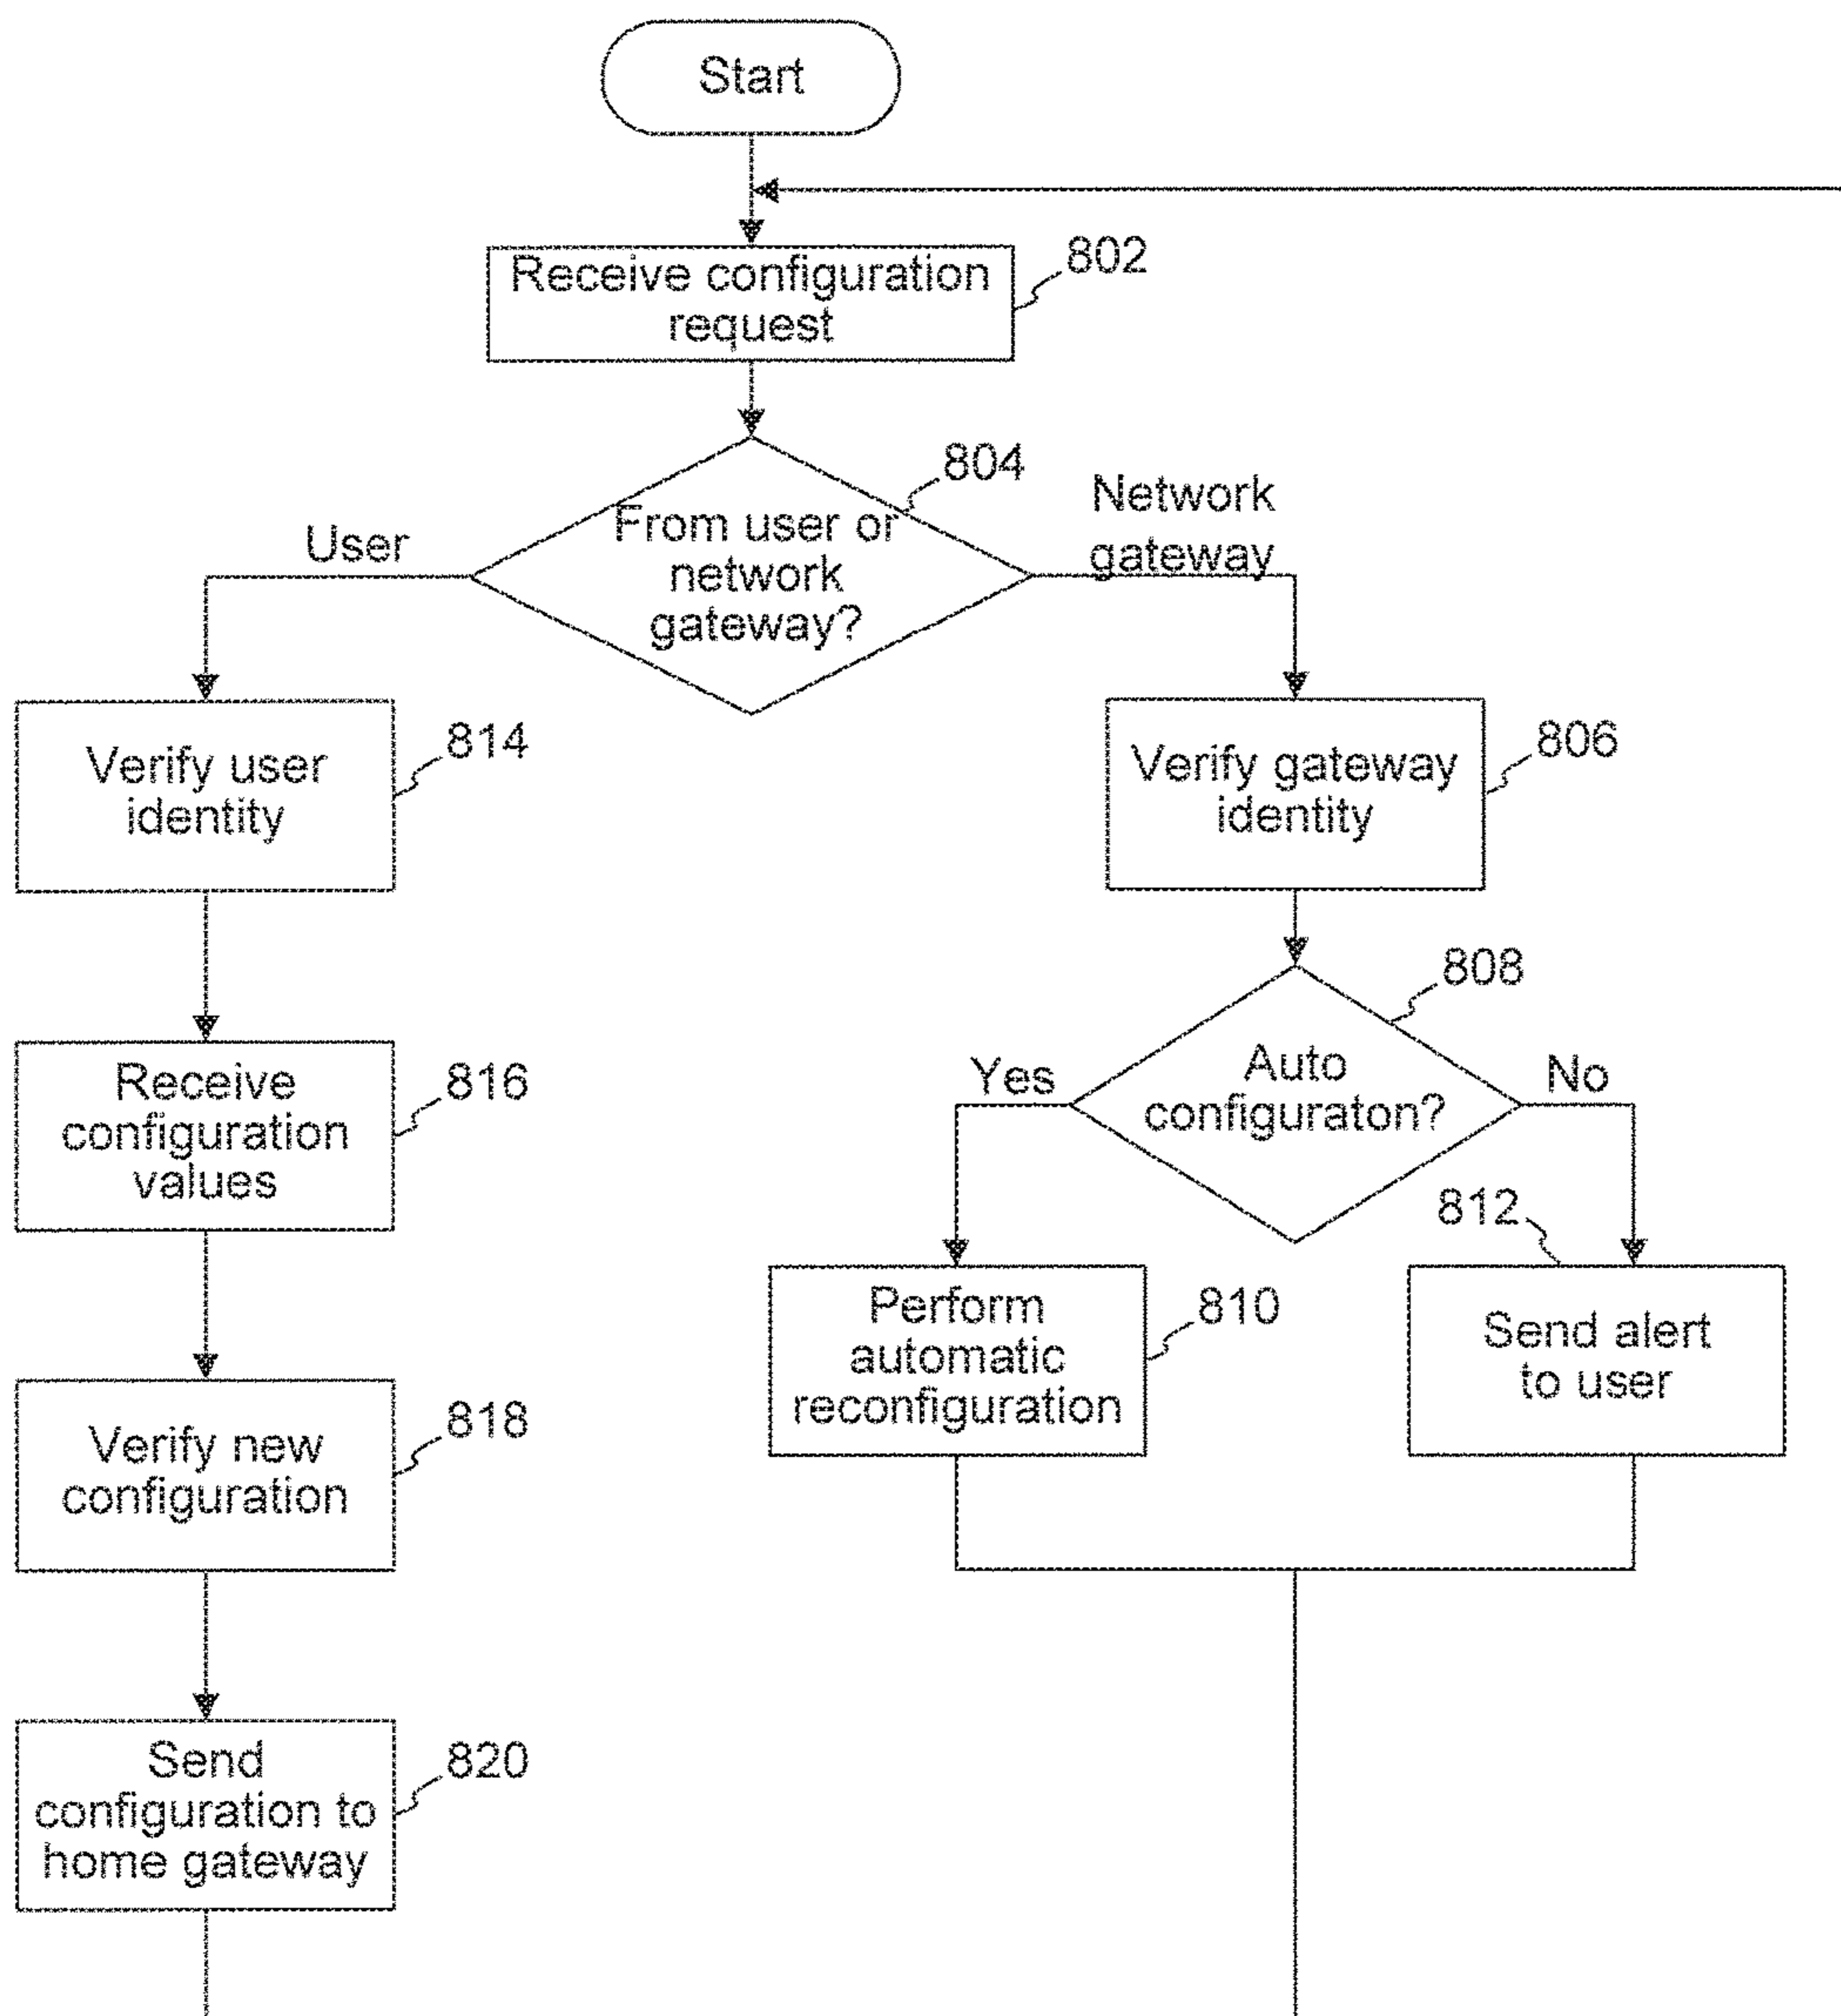 Start
Receive configuration
request
802
804
From user or
network
gateway?
User
Network
gateway
Verify user
identity
814
Verify gateway
identity
806
808
Auto
configuraton?
Yes
No
Receive
configuration
values
816
812
Perform
automatic
reconfiguration
810
Send alert
to user
Verify new
configuration
818
Send
configuration to
home gateway
820